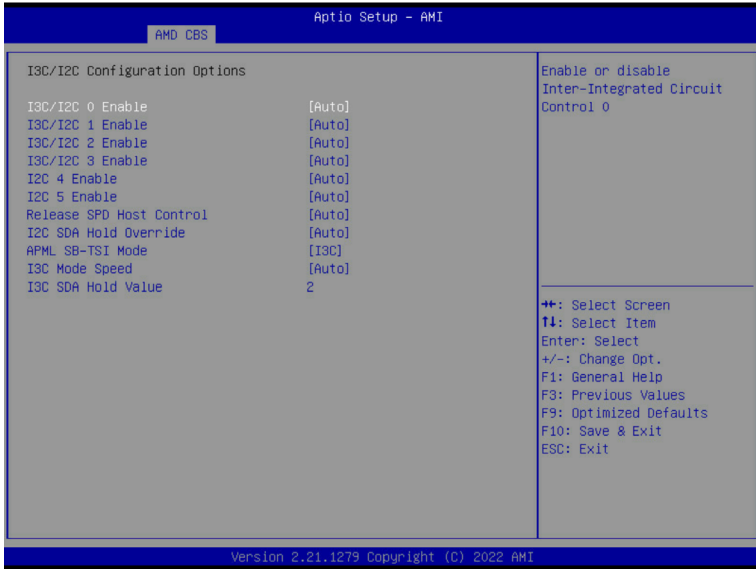 Aptio Setup – AMI
AMD CBS
I3C/I2C Configuration Options
I3C/I2C 0 Enable [Auto]
I3C/I2C 1 Enable [Auto]
I3C/I2C 2 Enable [Auto]
I3C/I2C 3 Enable [Auto]
I2C 4 Enable [Auto]
I2C 5 Enable [Auto]
Release SPD Host Control [Auto]
I2C SDA Hold Override [Auto]
APML SB-TSI Mode [I3C]
I3C Mode Speed [Auto]
I3C SDA Hold Value 2
Enable or disable
Inter-Integrated Circuit
Control 0
→←: Select Screen
↑↓: Select Item
Enter: Select
+/-: Change Opt.
F1: General Help
F3: Previous Values
F9: Optimized Defaults
F10: Save & Exit
ESC: Exit
Version 2.21.1279 Copyright (C) 2022 AMI